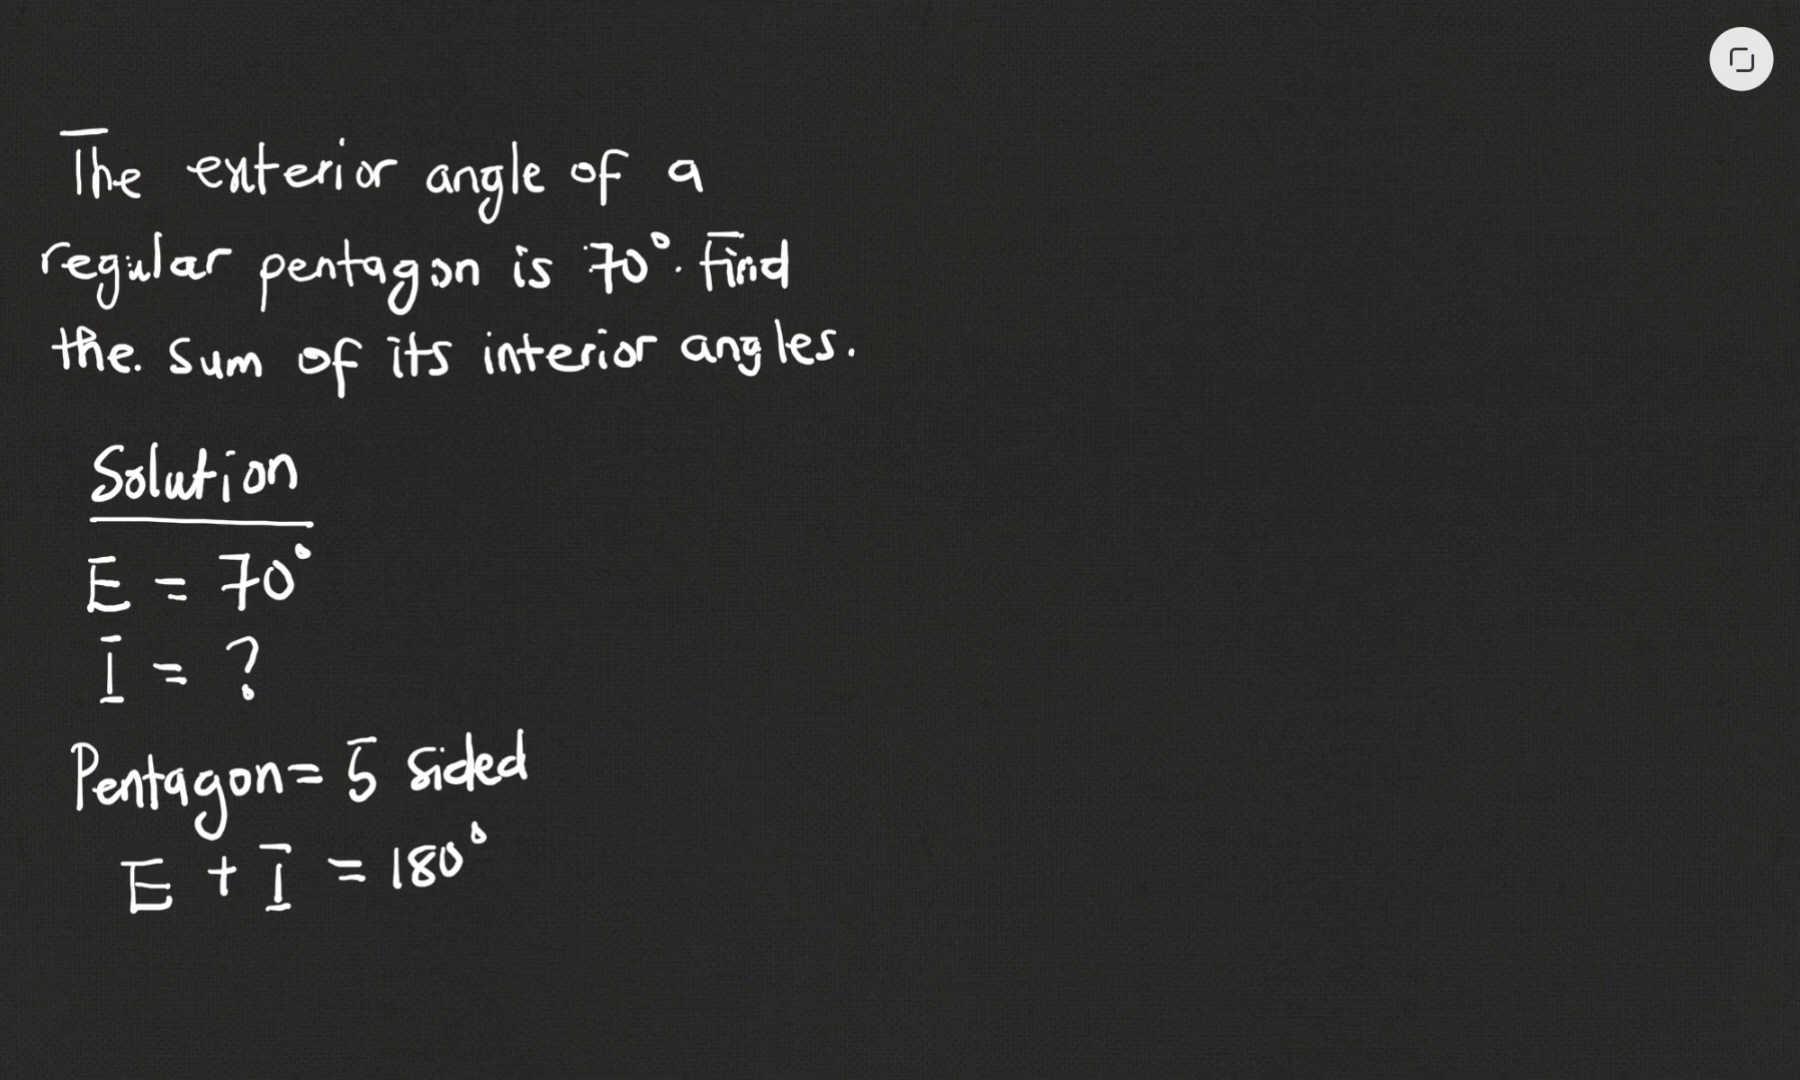 The exterior angle of a
regular pentagon is 70°. Find
the. sum of its interior angles.
Solution
E = 70°
I = ?
Pentagon = 5 sided
E + I = 180°